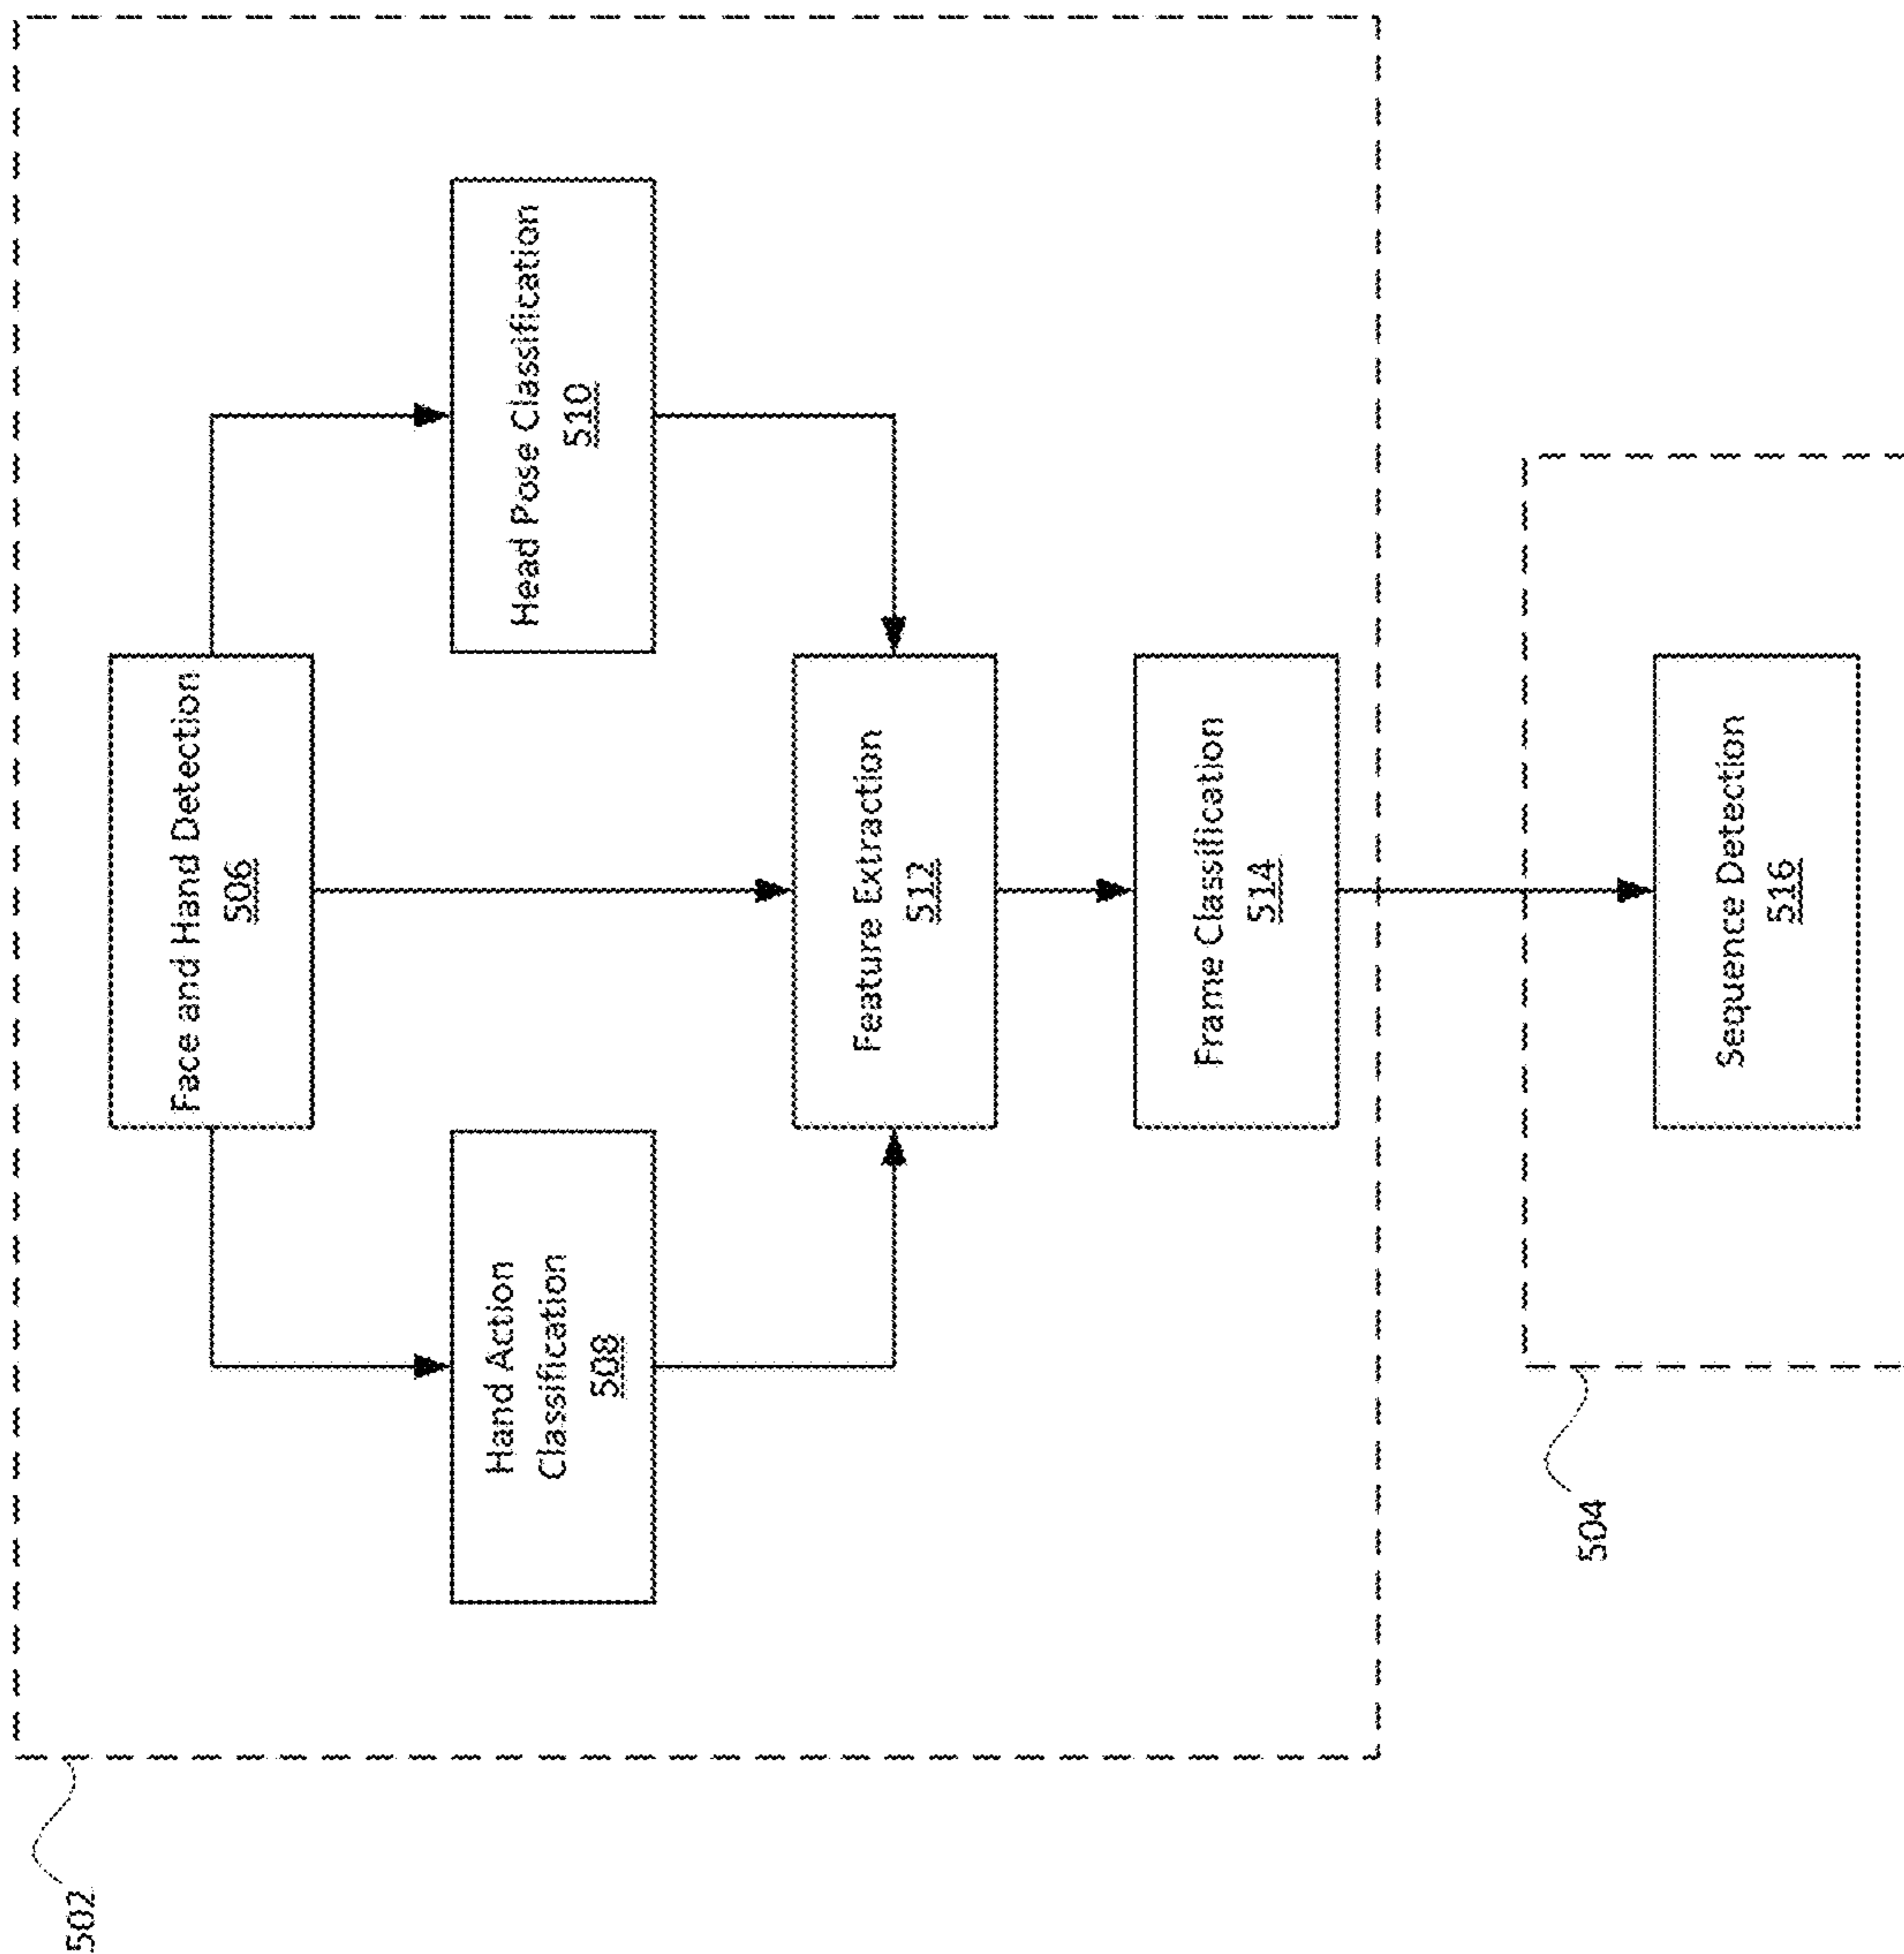 502
Face and Hand Detection
506
Hand Action
Classification
508
Head Pose Classification
510
Feature Extraction
512
Frame Classification
514
504
Sequence Detection
516